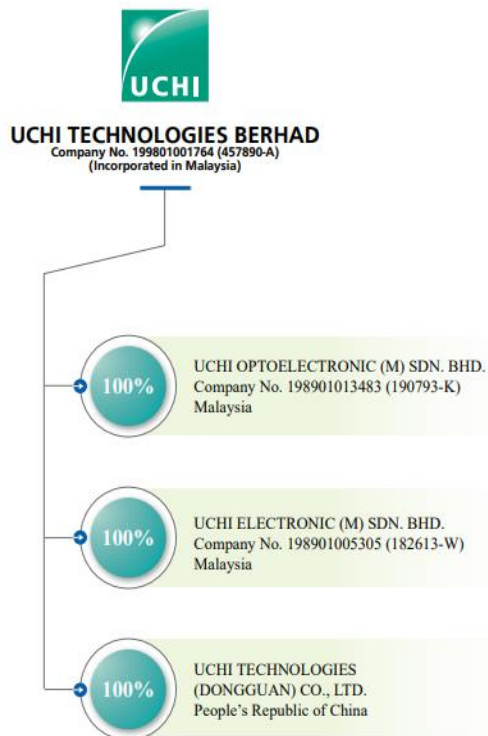 UCHI
UCHI TECHNOLOGIES BERHAD
Company No. 199801001764 (457890-A)
(Incorporated in Malaysia)
100%
UCHI OPTOELECTRONIC (M) SDN. BHD.
Company No. 198901013483 (190793-K)
Malaysia
100%
UCHI ELECTRONIC (M) SDN. BHD.
Company No. 198901005305 (182613-W)
Malaysia
100%
UCHI TECHNOLOGIES
(DONGGUAN) CO., LTD.
People’s Republic of China